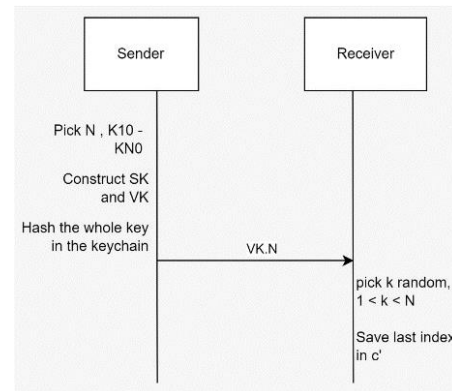 Sender
Receiver
Pick N , K10 -
KN0
Construct SK
and VK
Hash the whole key
in the keychain
VK.N
pick k random,
1 < k < N
Save last index
in c'